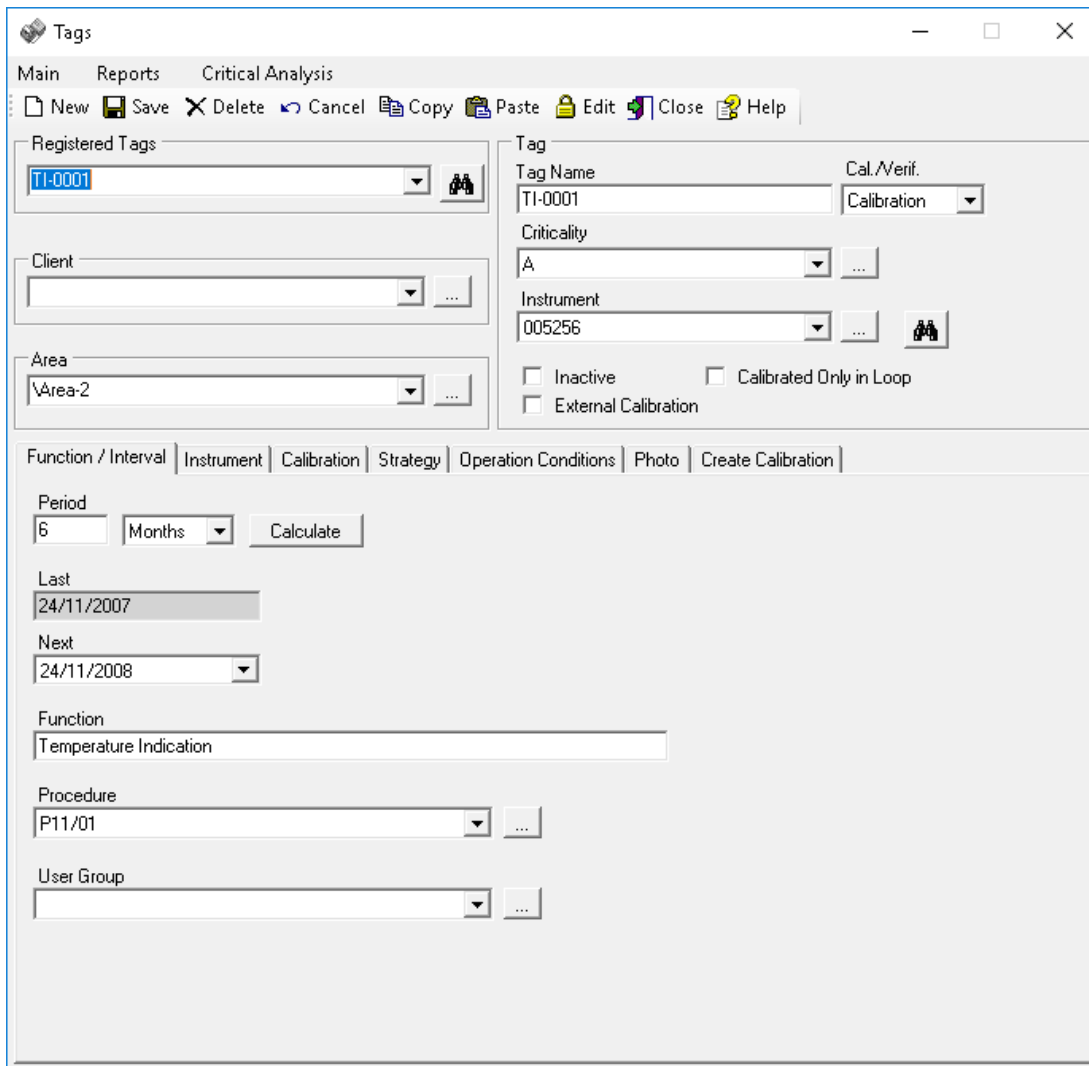 Tags
Main Reports Critical Analysis
New Save Delete Cancel Copy Paste Edit Close Help
Registered Tags
TI-0001
Client
...
Area
\Area-2
...
Tag
Tag Name Cal./Verif.
TI-0001 Calibration
Criticality
A ...
Instrument
005256 ...
Inactive Calibrated Only in Loop
External Calibration
Function / Interval Instrument Calibration Strategy Operation Conditions Photo Create Calibration
Period
6 Months Calculate
Last
24/11/2007
Next
24/11/2008
Function
Temperature Indication
Procedure
P11/01 ...
User Group
...